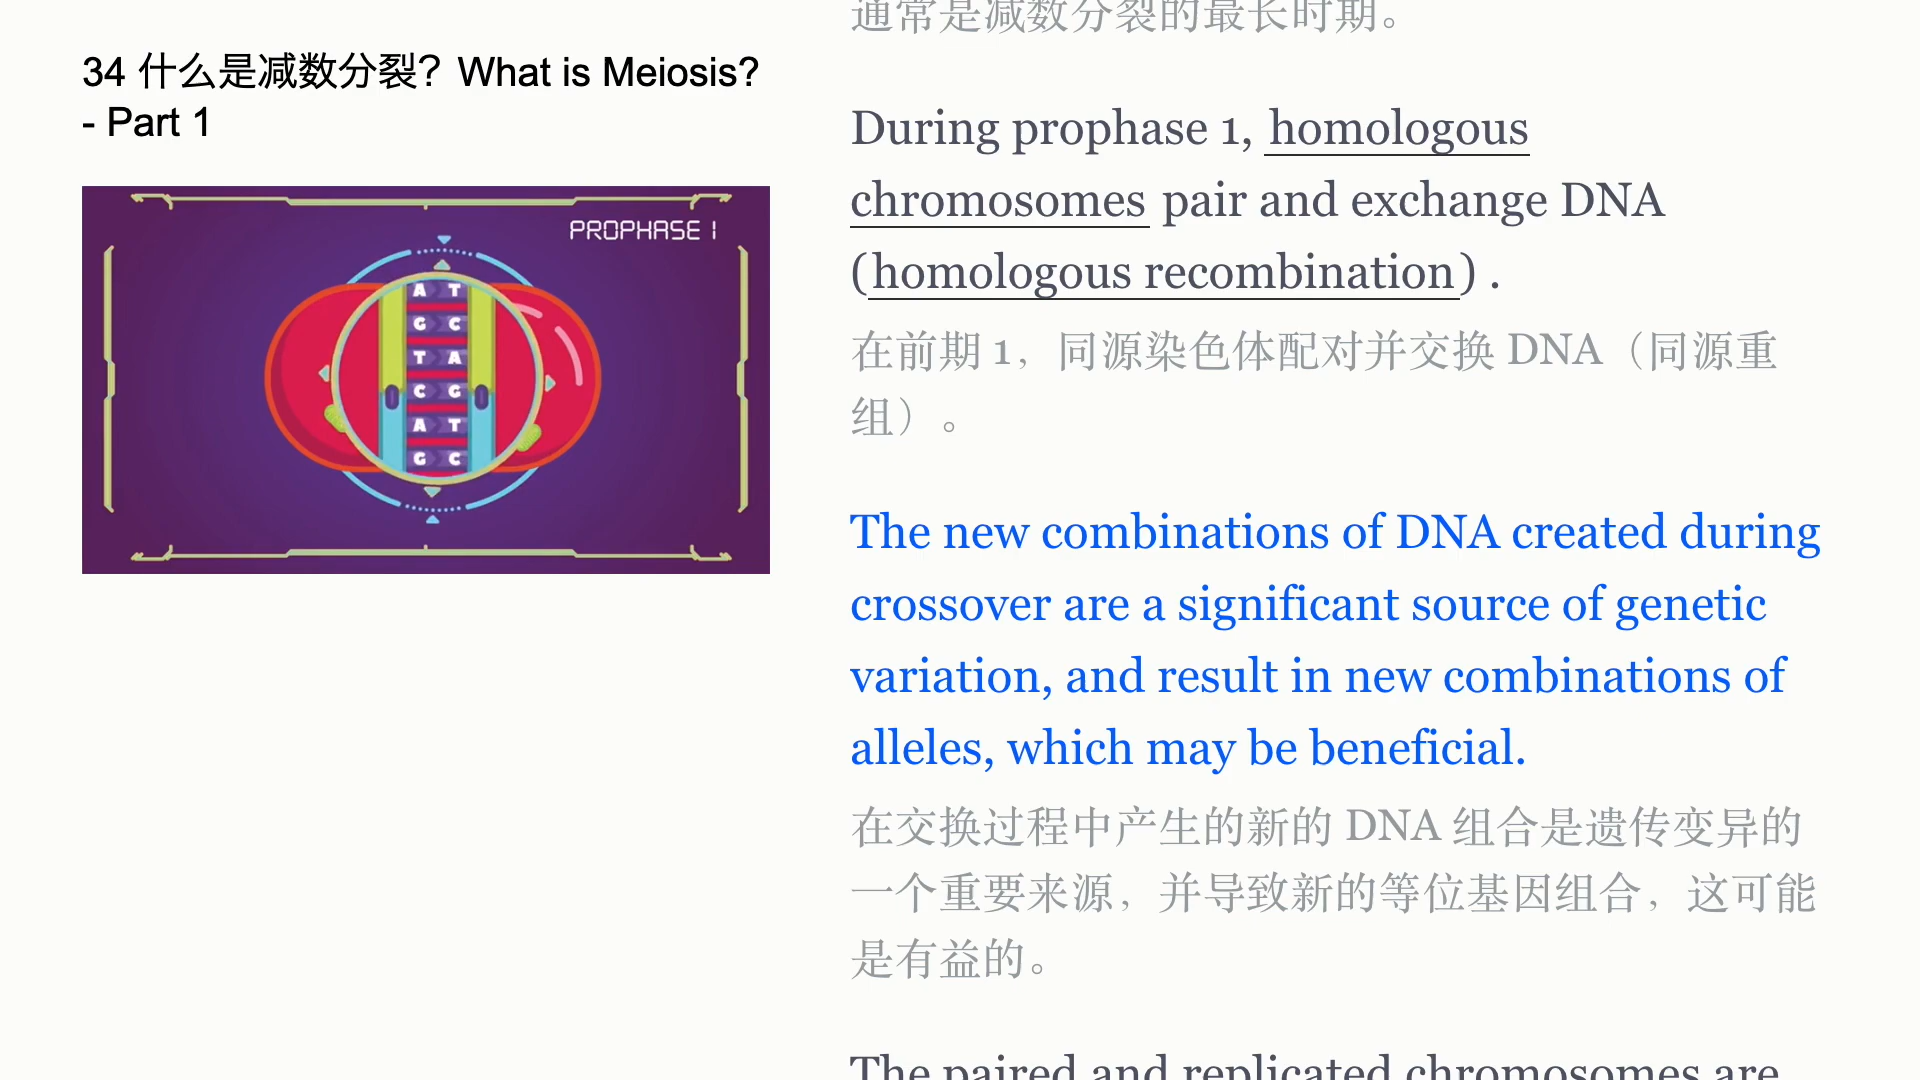 34 什么是减数分裂？What is Meiosis?
- Part 1
PROPHASE I
A T
G C
T A
C G
A T
G C
通常是减数分裂的最长时期。
During prophase 1, homologous
chromosomes pair and exchange DNA
(homologous recombination) .
在前期 1，同源染色体配对并交换 DNA（同源重
组）。
The new combinations of DNA created during
crossover are a significant source of genetic
variation, and result in new combinations of
alleles, which may be beneficial.
在交换过程中产生的新的 DNA 组合是遗传变异的
一个重要来源，并导致新的等位基因组合，这可能
是有益的。
The paired and replicated chromosomes are